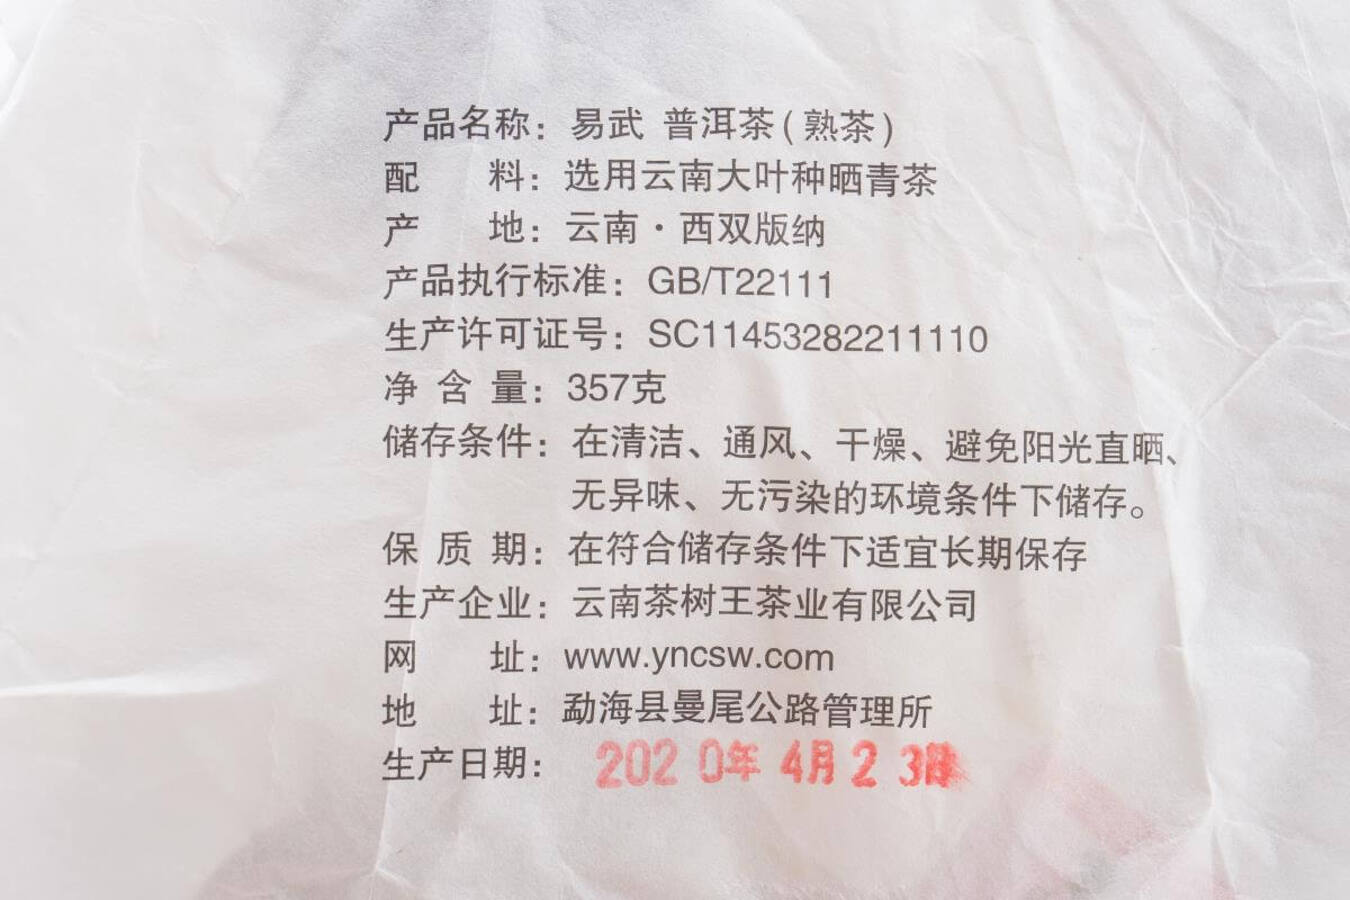 产品名称：易武 普洱茶(熟茶)
配 料：选用云南大叶种晒青茶
产 地：云南·西双版纳
产品执行标准：GB/T22111
生产许可证号：SC11453282211110
净 含 量：357克
储存条件：在清洁、通风、干燥、避免阳光直晒、
无异味、无污染的环境条件下储存。
保 质 期：在符合储存条件下适宜长期保存
生产企业：云南茶树王茶业有限公司
网 址：www.yncsw.com
地 址：勐海县曼尾公路管理所
生产日期：2020年4月23